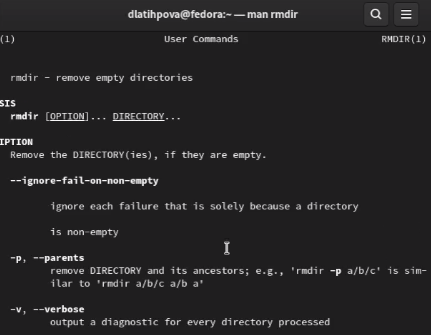 dlatihpova@fedora:~ — man rmdir
(1) User Commands RMDIR(1)
rmdir - remove empty directories
SIS
rmdir [OPTION]... DIRECTORY...
IPTION
Remove the DIRECTORY(ies), if they are empty.
--ignore-fail-on-non-empty
ignore each failure that is solely because a directory
is non-empty
-p, --parents
remove DIRECTORY and its ancestors; e.g., 'rmdir -p a/b/c' is sim-
ilar to 'rmdir a/b/c a/b a'
-v, --verbose
output a diagnostic for every directory processed